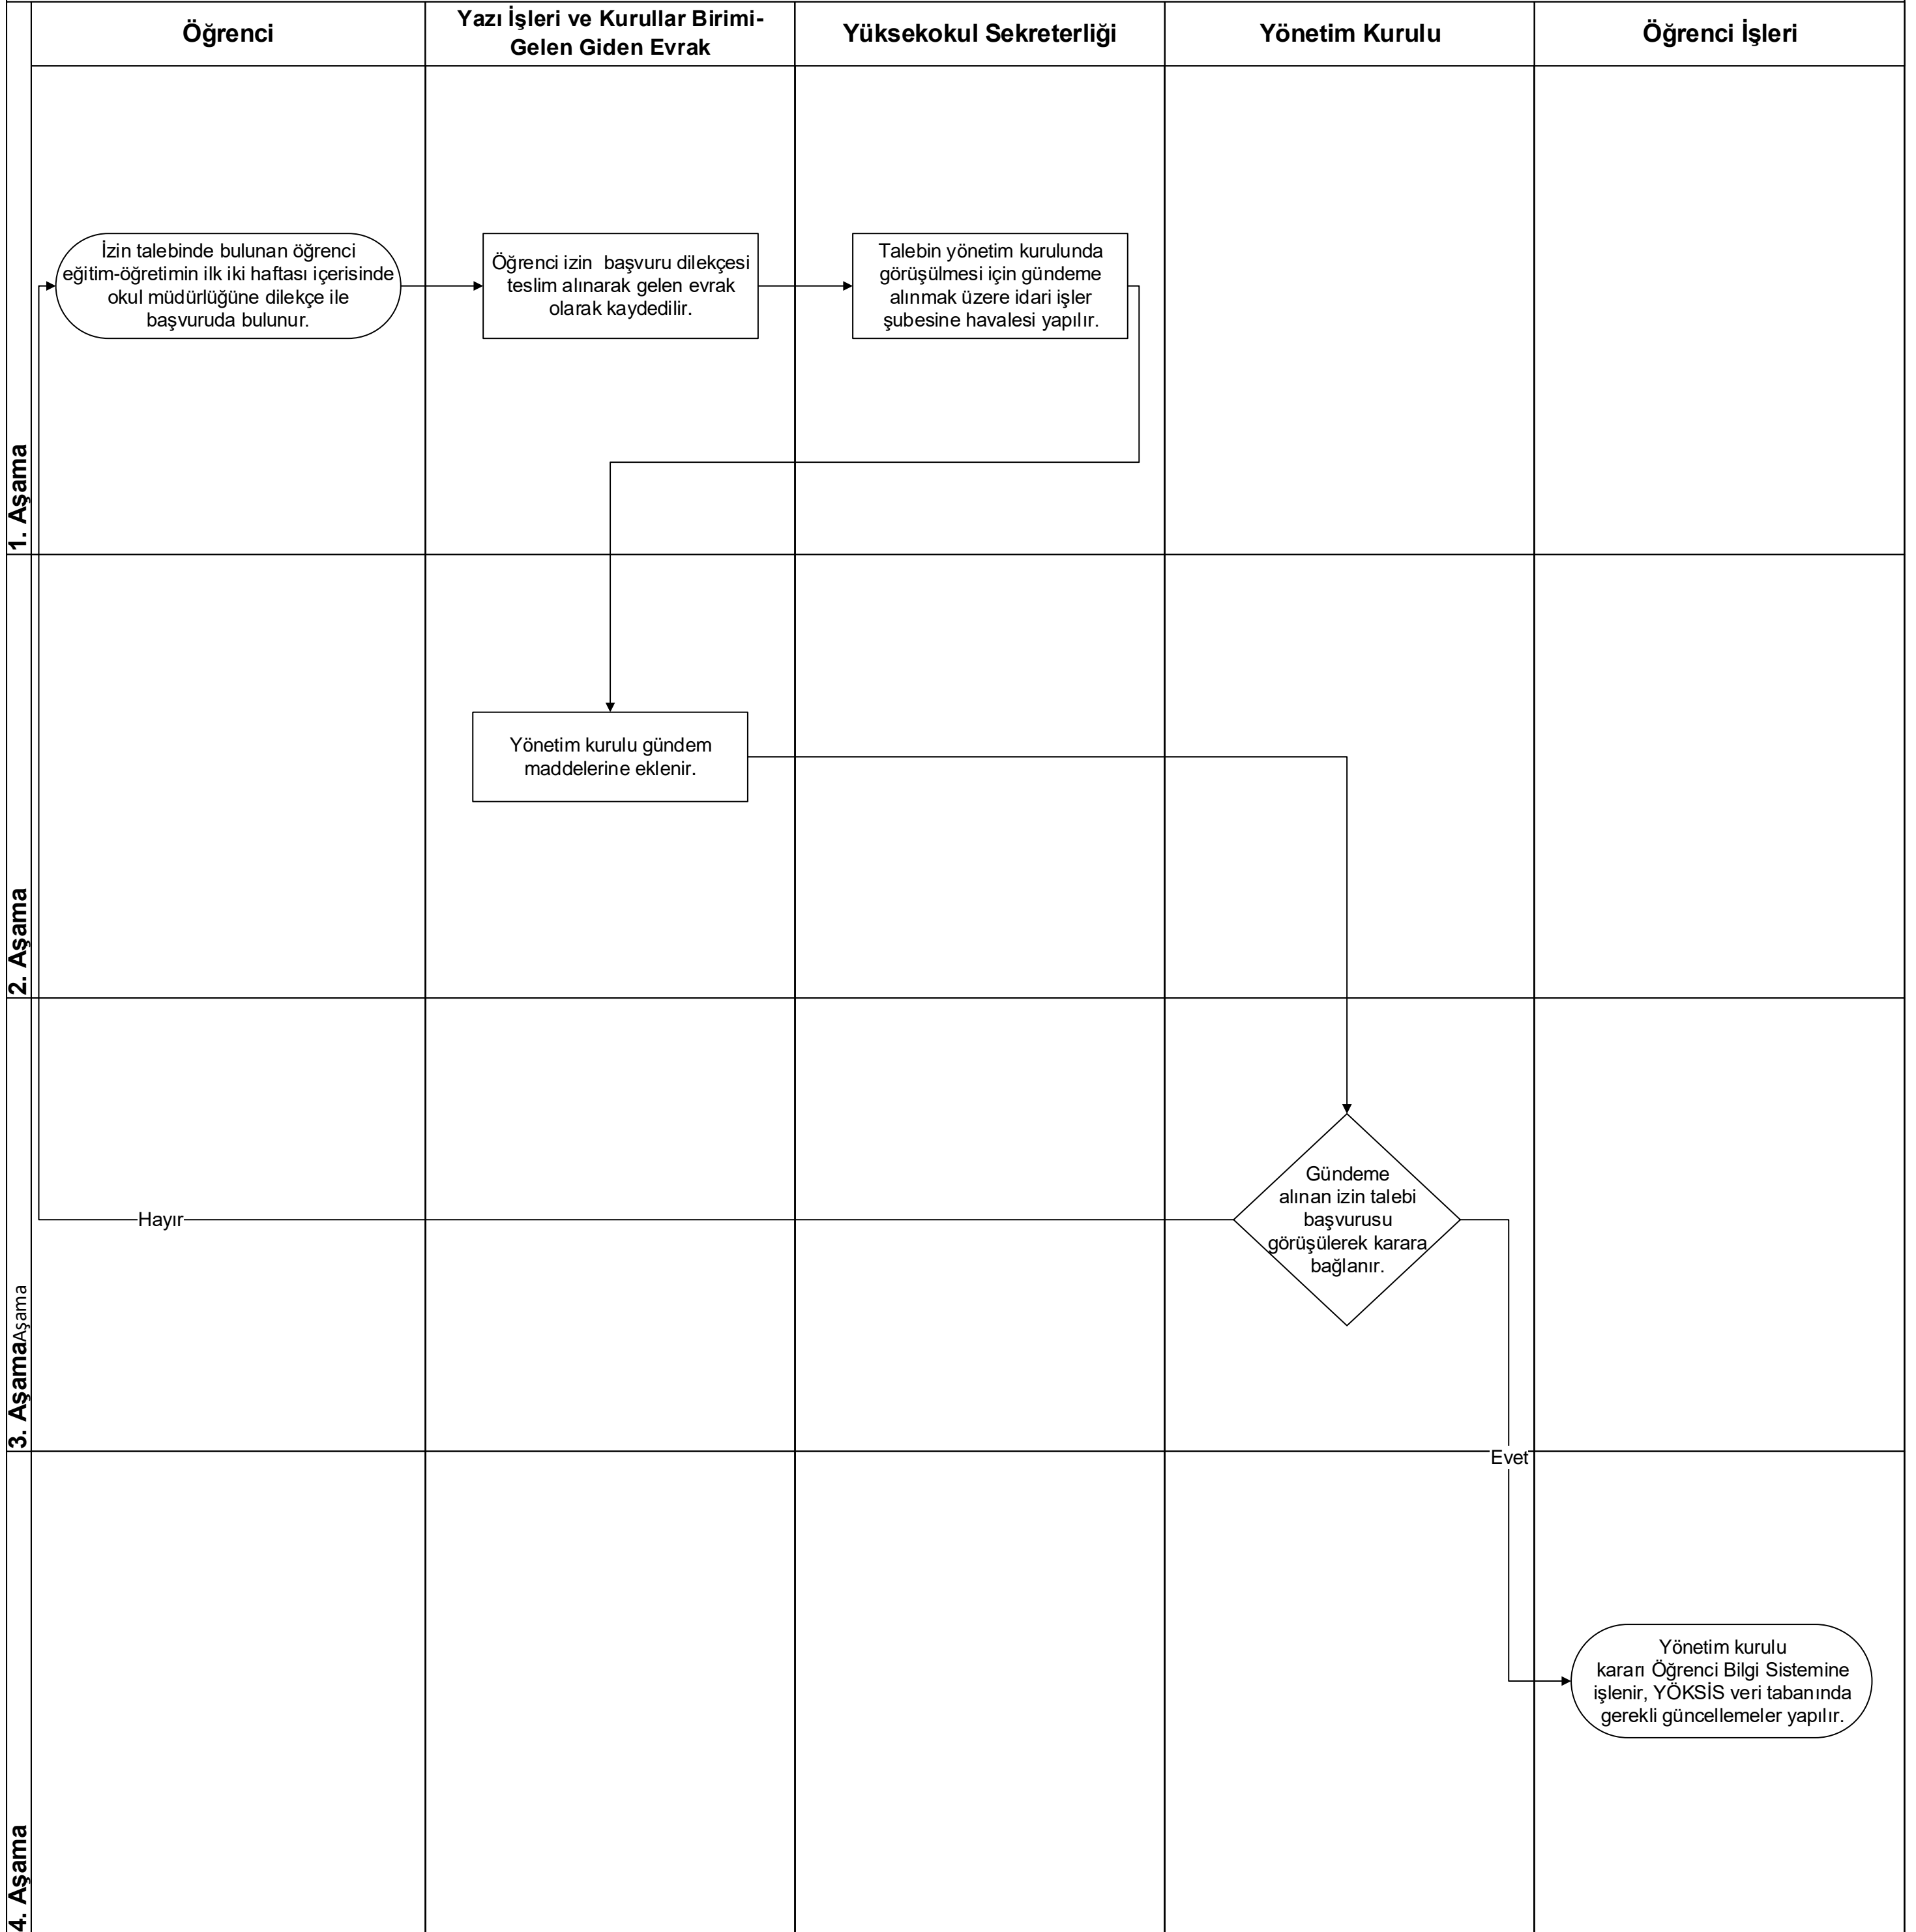 Öğrenci
Yazı İşleri ve Kurullar Birimi-
Gelen Giden Evrak
Yüksekokul Sekreterliği
Yönetim Kurulu
Öğrenci İşleri
1. Aşama
İzin talebinde bulunan öğrenci
eğitim-öğretimin ilk iki haftası içerisinde
okul müdürlüğüne dilekçe ile
başvuruda bulunur.
Öğrenci izin  başvuru dilekçesi
teslim alınarak gelen evrak
olarak kaydedilir.
Talebin yönetim kurulunda
görüşülmesi için gündeme
alınmak üzere idari işler
şubesine havalesi yapılır.
2. Aşama
Yönetim kurulu gündem
maddelerine eklenir.
3. AşamaAşama
Hayır
Gündeme
alınan izin talebi
başvurusu
görüşülerek karara
bağlanır.
Evet
4. Aşama
Yönetim kurulu
kararı Öğrenci Bilgi Sistemine
işlenir, YÖKSİS veri tabanında
gerekli güncellemeler yapılır.